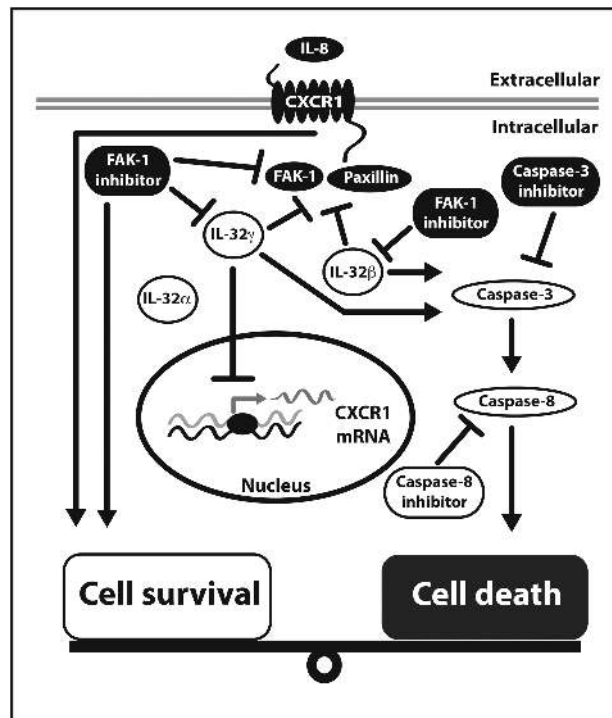 IL-8
CXCR1
Extracellular
Intracellular
FAK-1
inhibitor
FAK-1
Paxillin
Caspase-3
inhibitor
FAK-1
inhibitor
IL-32γ
IL-32β
IL-32α
Caspase-3
CXCR1
mRNA
Caspase-8
Nucleus
Caspase-8
inhibitor
Cell survival
Cell death